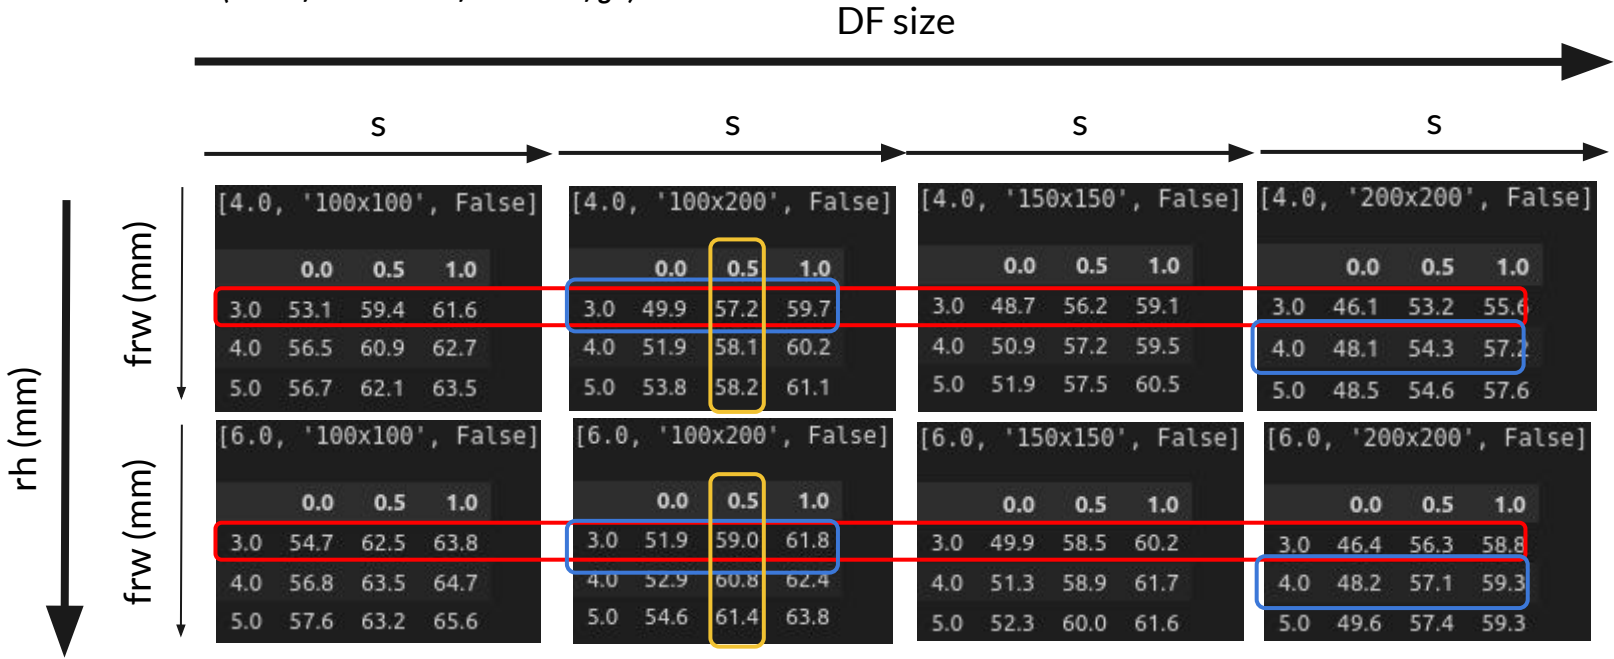 DF size
s s s s
rh (mm)
frw (mm)
[4.0, '100x100', False]
0.0 0.5 1.0
3.0 53.1 59.4 61.6
4.0 56.5 60.9 62.7
5.0 56.7 62.1 63.5
[4.0, '100x200', False]
0.0 0.5 1.0
3.0 49.9 57.2 59.7
4.0 51.9 58.1 60.2
5.0 53.8 58.2 61.1
[4.0, '150x150', False]
0.0 0.5 1.0
3.0 48.7 56.2 59.1
4.0 50.9 57.2 59.5
5.0 51.9 57.5 60.5
[4.0, '200x200', False]
0.0 0.5 1.0
3.0 46.1 53.2 55.6
4.0 48.1 54.3 57.2
5.0 48.5 54.6 57.6
frw (mm)
[6.0, '100x100', False]
0.0 0.5 1.0
3.0 54.7 62.5 63.8
4.0 56.8 63.5 64.7
5.0 57.6 63.2 65.6
[6.0, '100x200', False]
0.0 0.5 1.0
3.0 51.9 59.0 61.8
4.0 52.9 60.8 62.4
5.0 54.6 61.4 63.8
[6.0, '150x150', False]
0.0 0.5 1.0
3.0 49.9 58.5 60.2
4.0 51.3 58.9 61.7
5.0 52.3 60.0 61.6
[6.0, '200x200', False]
0.0 0.5 1.0
3.0 46.4 56.3 58.8
4.0 48.2 57.1 59.3
5.0 49.6 57.4 59.3